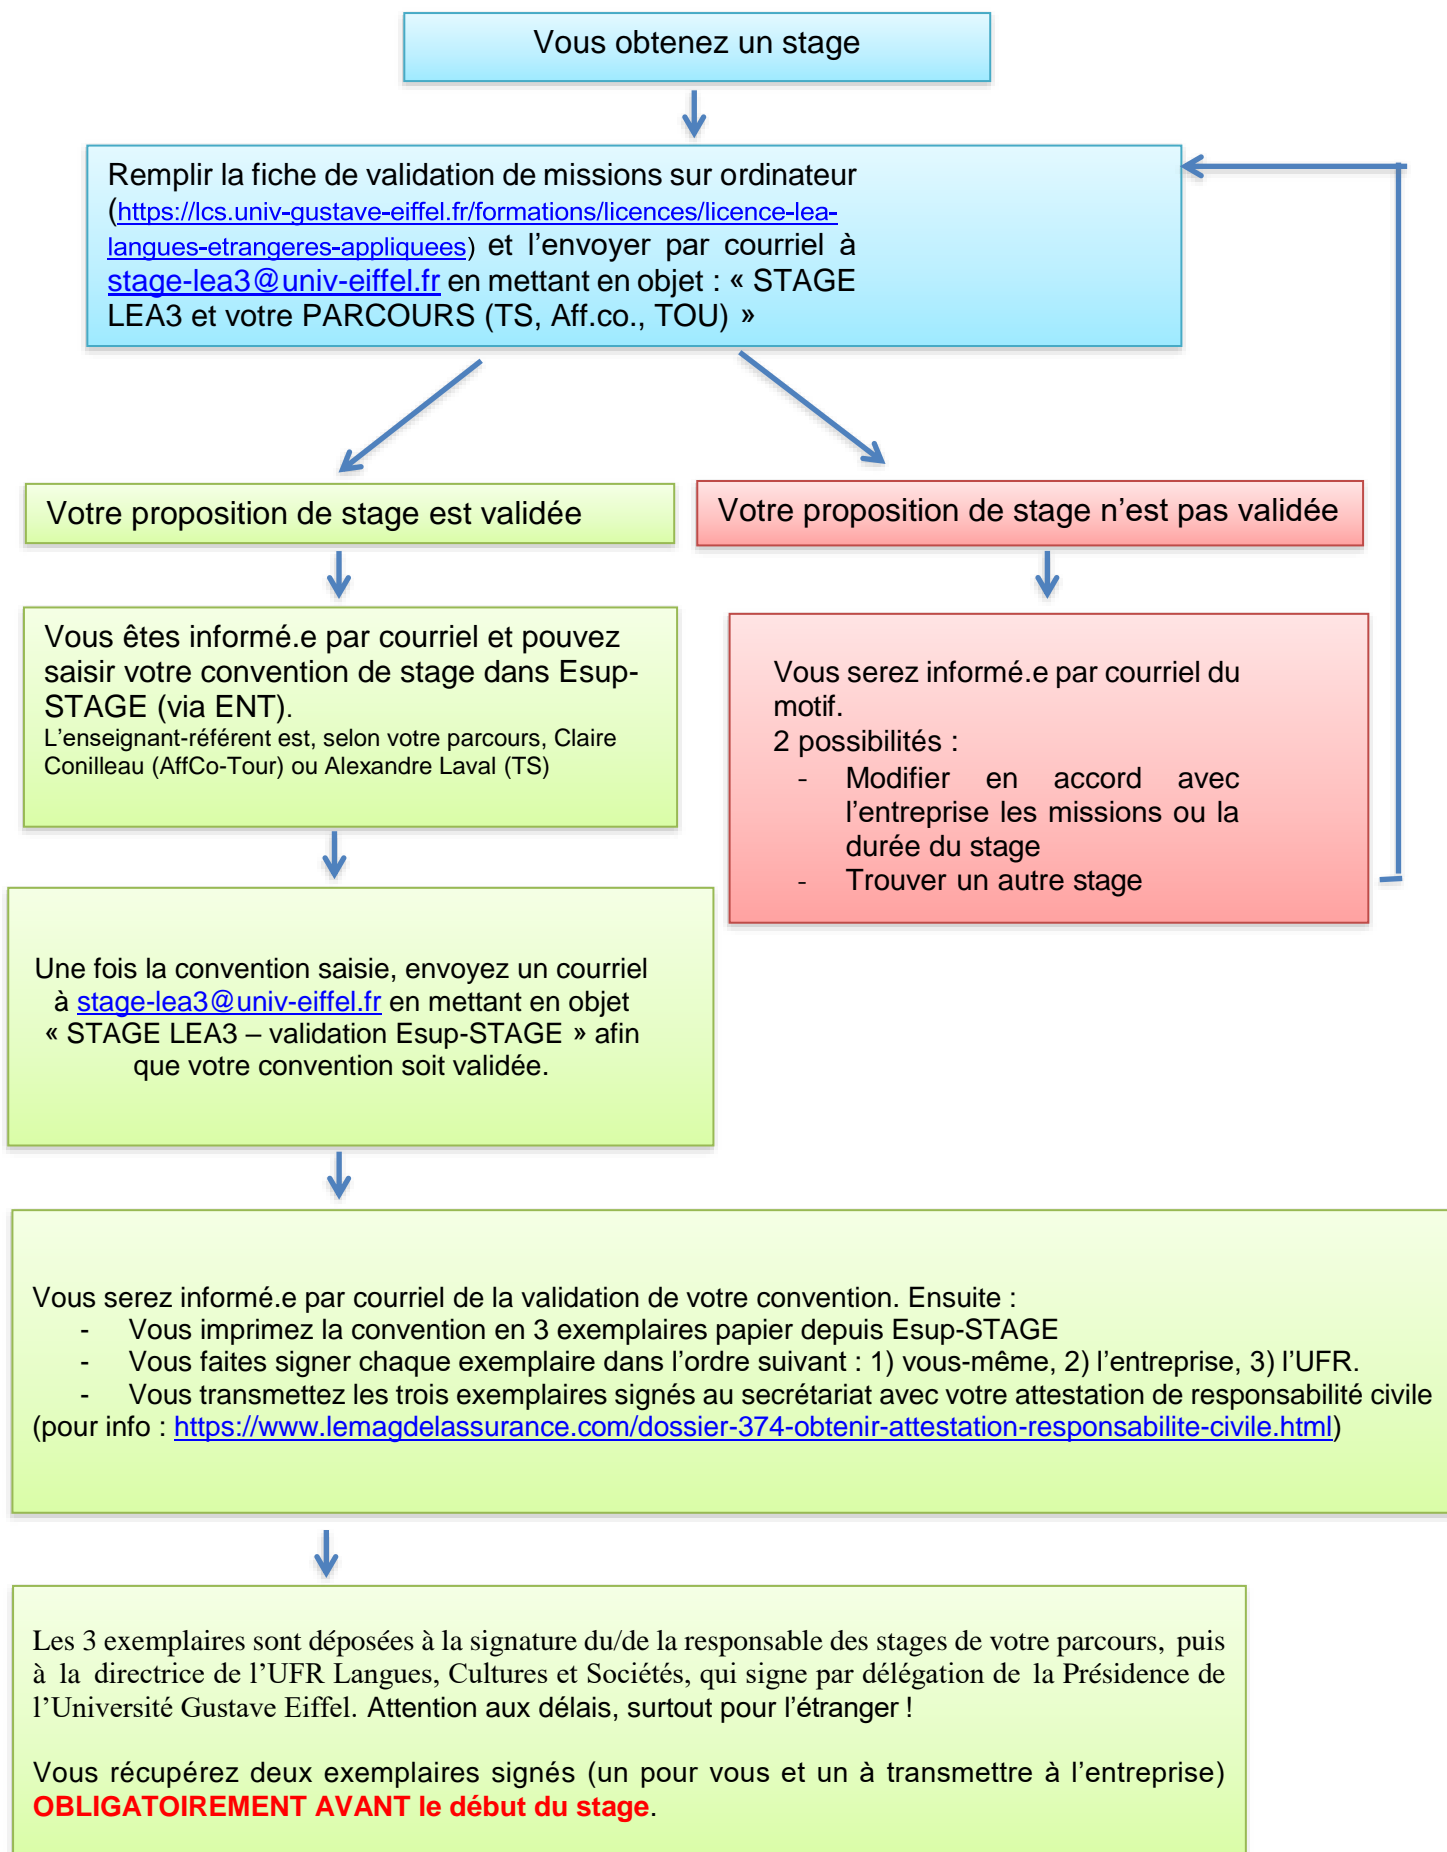 Vous obtenez un stage
Remplir la fiche de validation de missions sur ordinateur
(https://lcs.univ-gustave-eiffel.fr/formations/licences/licence-lea-
langues-etrangeres-appliquees) et l’envoyer par courriel à
stage-lea3@univ-eiffel.fr en mettant en objet : « STAGE
LEA3 et votre PARCOURS (TS, Aff.co., TOU) »
Votre proposition de stage est validée
Votre proposition de stage n’est pas validée
Vous êtes informé.e par courriel et pouvez
saisir votre convention de stage dans Esup-
STAGE (via ENT).
L’enseignant-référent est, selon votre parcours, Claire
Conilleau (AffCo-Tour) ou Alexandre Laval (TS)
Vous serez informé.e par courriel du
motif.
2 possibilités :
- Modifier en accord avec
l’entreprise les missions ou la
durée du stage
- Trouver un autre stage
Une fois la convention saisie, envoyez un courriel
à stage-lea3@univ-eiffel.fr en mettant en objet
« STAGE LEA3 – validation Esup-STAGE » afin
que votre convention soit validée.
Vous serez informé.e par courriel de la validation de votre convention. Ensuite :
- Vous imprimez la convention en 3 exemplaires papier depuis Esup-STAGE
- Vous faites signer chaque exemplaire dans l’ordre suivant : 1) vous-même, 2) l’entreprise, 3) l’UFR.
- Vous transmettez les trois exemplaires signés au secrétariat avec votre attestation de responsabilité civile
(pour info : https://www.lemagdelassurance.com/dossier-374-obtenir-attestation-responsabilite-civile.html)
Les 3 exemplaires sont déposées à la signature du/de la responsable des stages de votre parcours, puis
à la directrice de l’UFR Langues, Cultures et Sociétés, qui signe par délégation de la Présidence de
l’Université Gustave Eiffel. Attention aux délais, surtout pour l’étranger !
Vous récupérez deux exemplaires signés (un pour vous et un à transmettre à l’entreprise)
OBLIGATOIREMENT AVANT le début du stage.